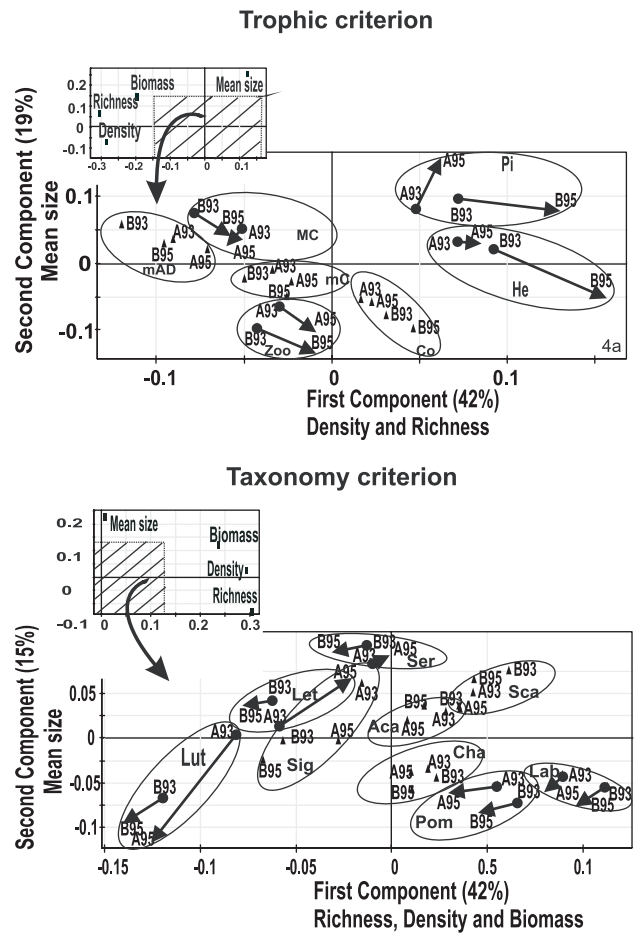 Trophic criterion
Second Component (19%)
Mean size
0.2
0.1
0
-0.1
Biomass
Mean size
Richness
Density
-0.3 -0.2 -0.1 0 0.1
0.1
0
-0.1
A95
Pi
A93
B93
B95
B93
B93
B95
A93
MC
A93
B95
A95
A95
mAD
A93
A95
B93
He
B95
A93
mC
B93
A95
B95
A93
A95
B93
B95
Zoo
A93
A95
B93
B95
Co
4a
-0.1 0 0.1
First Component (42%)
Density and Richness
Taxonomy criterion
Second Component (15%)
Mean size
0.2
0.1
0
-0.1
Mean size
Biomass
Density
Richness
0 0.1 0.2 0.3
0.05
0
-0.05
-0.1
B95
B93
A95
A93
Ser
A95
A93
B93
Let
B95
A93
B95
B93
A93
Sca
A95
B95
B93
A93
Aca
A95
A93
Lut
B93
A95
Sig
B95
Cha
A95
A93
B93
B95
Lab
A93
A95
B93
B95
A93
A95
B93
B95
Pom
B93
B95
A95
-0.15 -0.1 -0.05 0 0.5 0.1
First Component (42%)
Richness, Density and Biomass